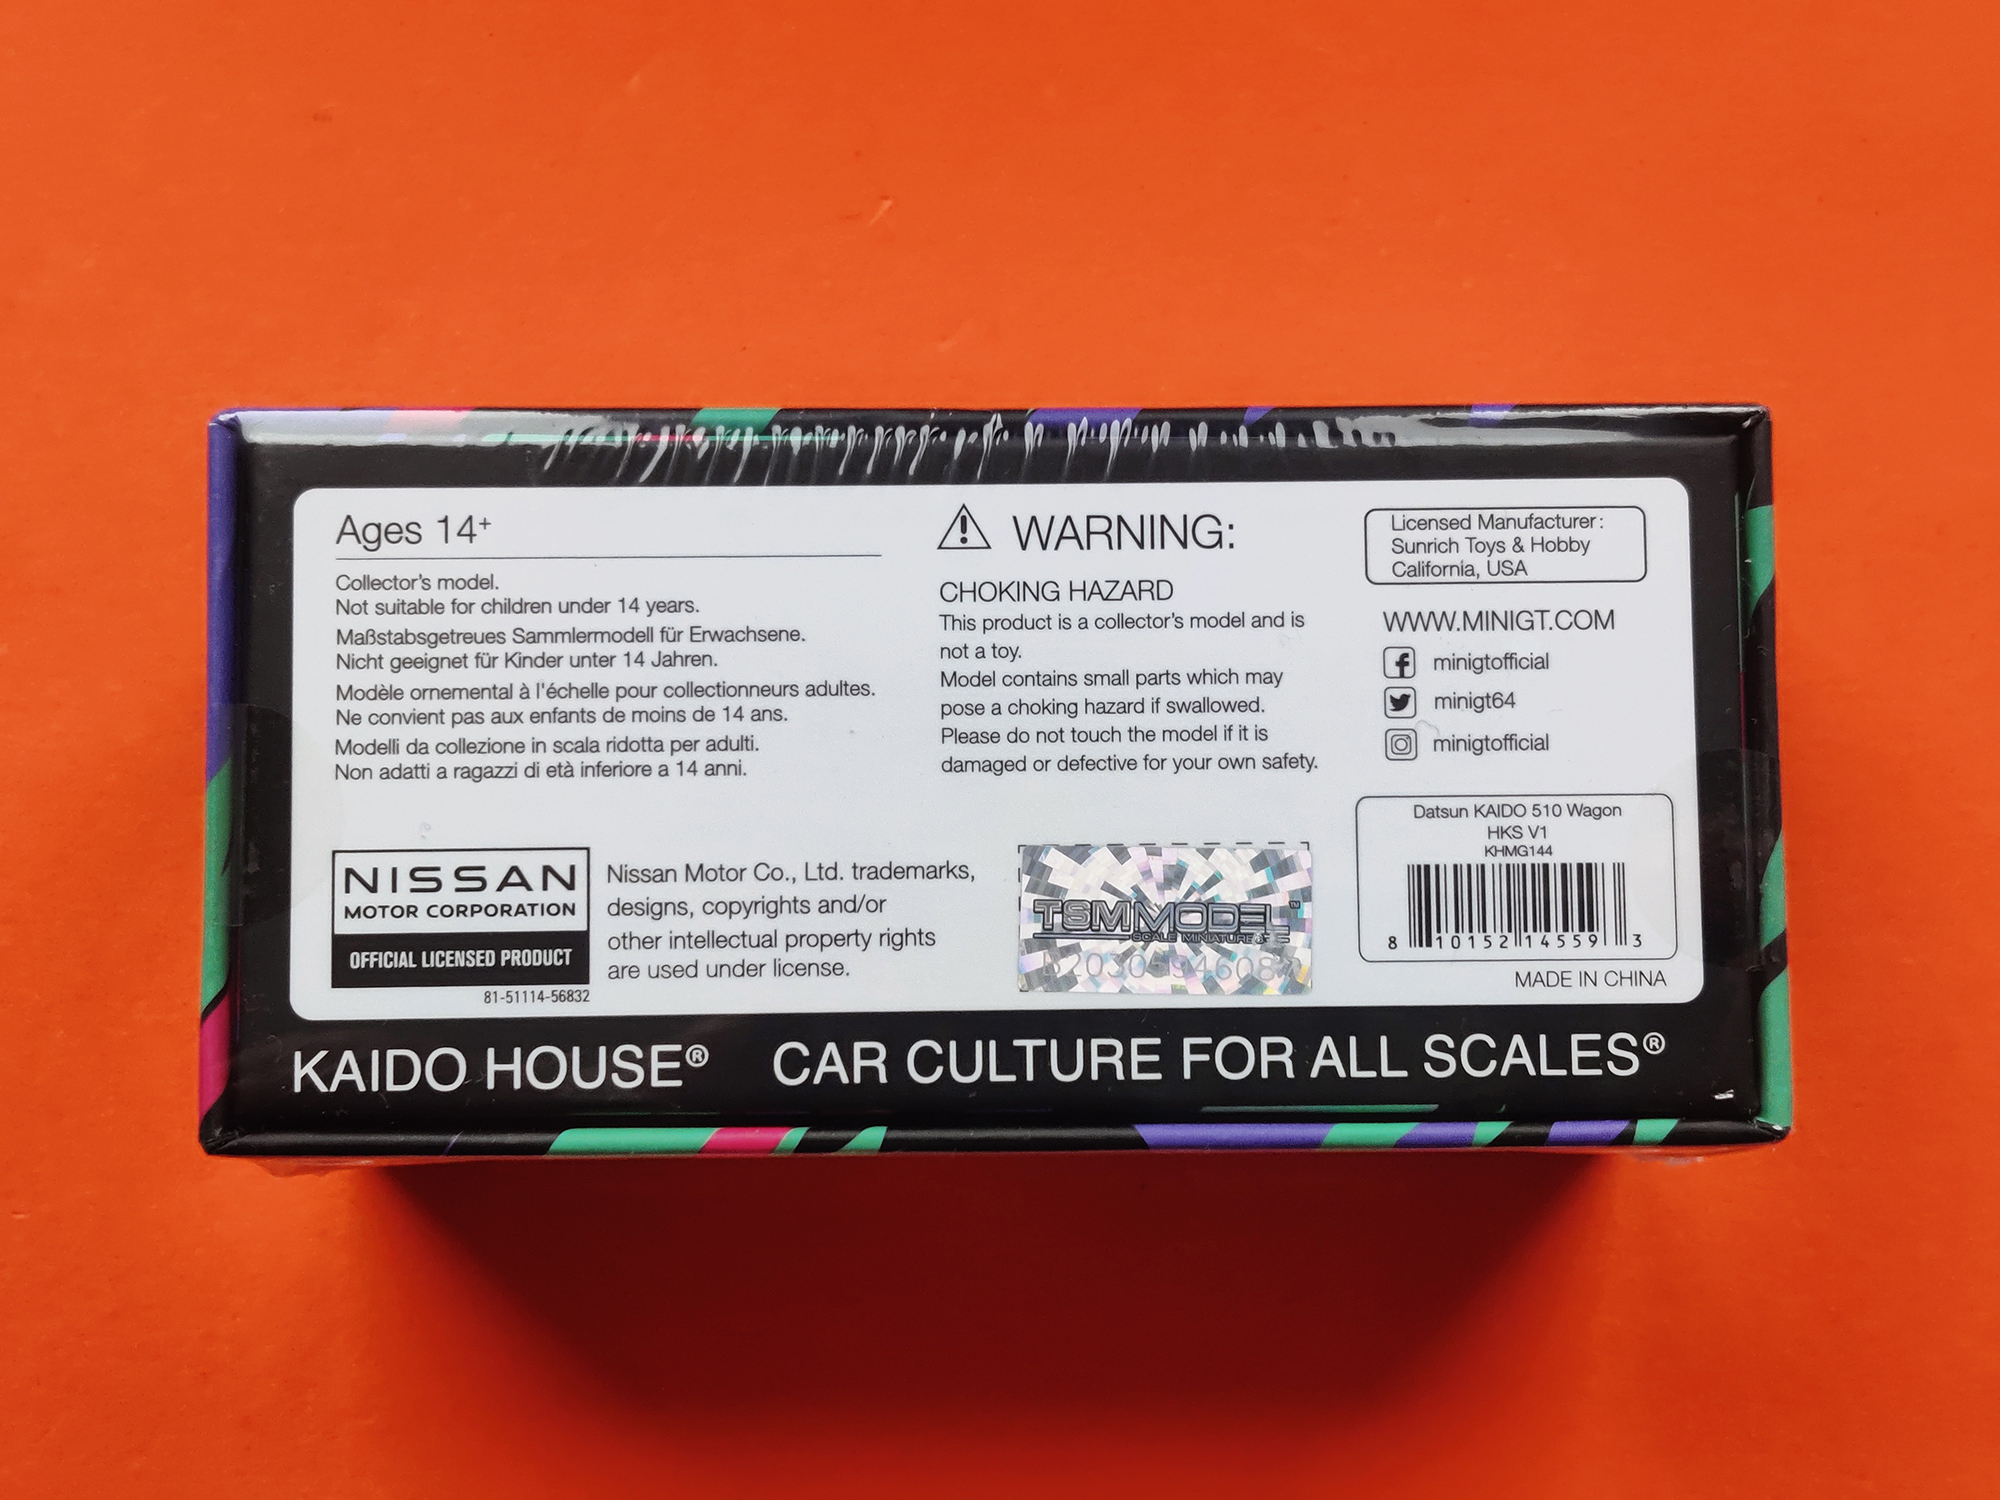 Ages 14+
Collector's model.
Not suitable for children under 14 years.
Maßstabsgetreues Sammlermodell für Erwachsene.
Nicht geeignet für Kinder unter 14 Jahren.
Modèle ornemental à l'échelle pour collectionneurs adultes.
Ne convient pas aux enfants de moins de 14 ans.
Modelli da collezione in scala ridotta per adulti.
Non adatti a ragazzi di età inferiore a 14 anni.
WARNING:
CHOKING HAZARD
This product is a collector's model and is
not a toy.
Model contains small parts which may
pose a choking hazard if swallowed.
Please do not touch the model if it is
damaged or defective for your own safety.
Licensed Manufacturer:
Sunrich Toys & Hobby
California, USA
WWW.MINIGT.COM
minigtofficial
minigt64
minigtofficial
NISSAN
MOTOR CORPORATION
OFFICIAL LICENSED PRODUCT
81-51114-56832
Nissan Motor Co., Ltd. trademarks,
designs, copyrights and/or
other intellectual property rights
are used under license.
TSMMODEL™
SCALE MINIATURES
Datsun KAIDO 510 Wagon
HKS V1
KHMG144
8 10152 14559 3
MADE IN CHINA
KAIDO HOUSE® CAR CULTURE FOR ALL SCALES®